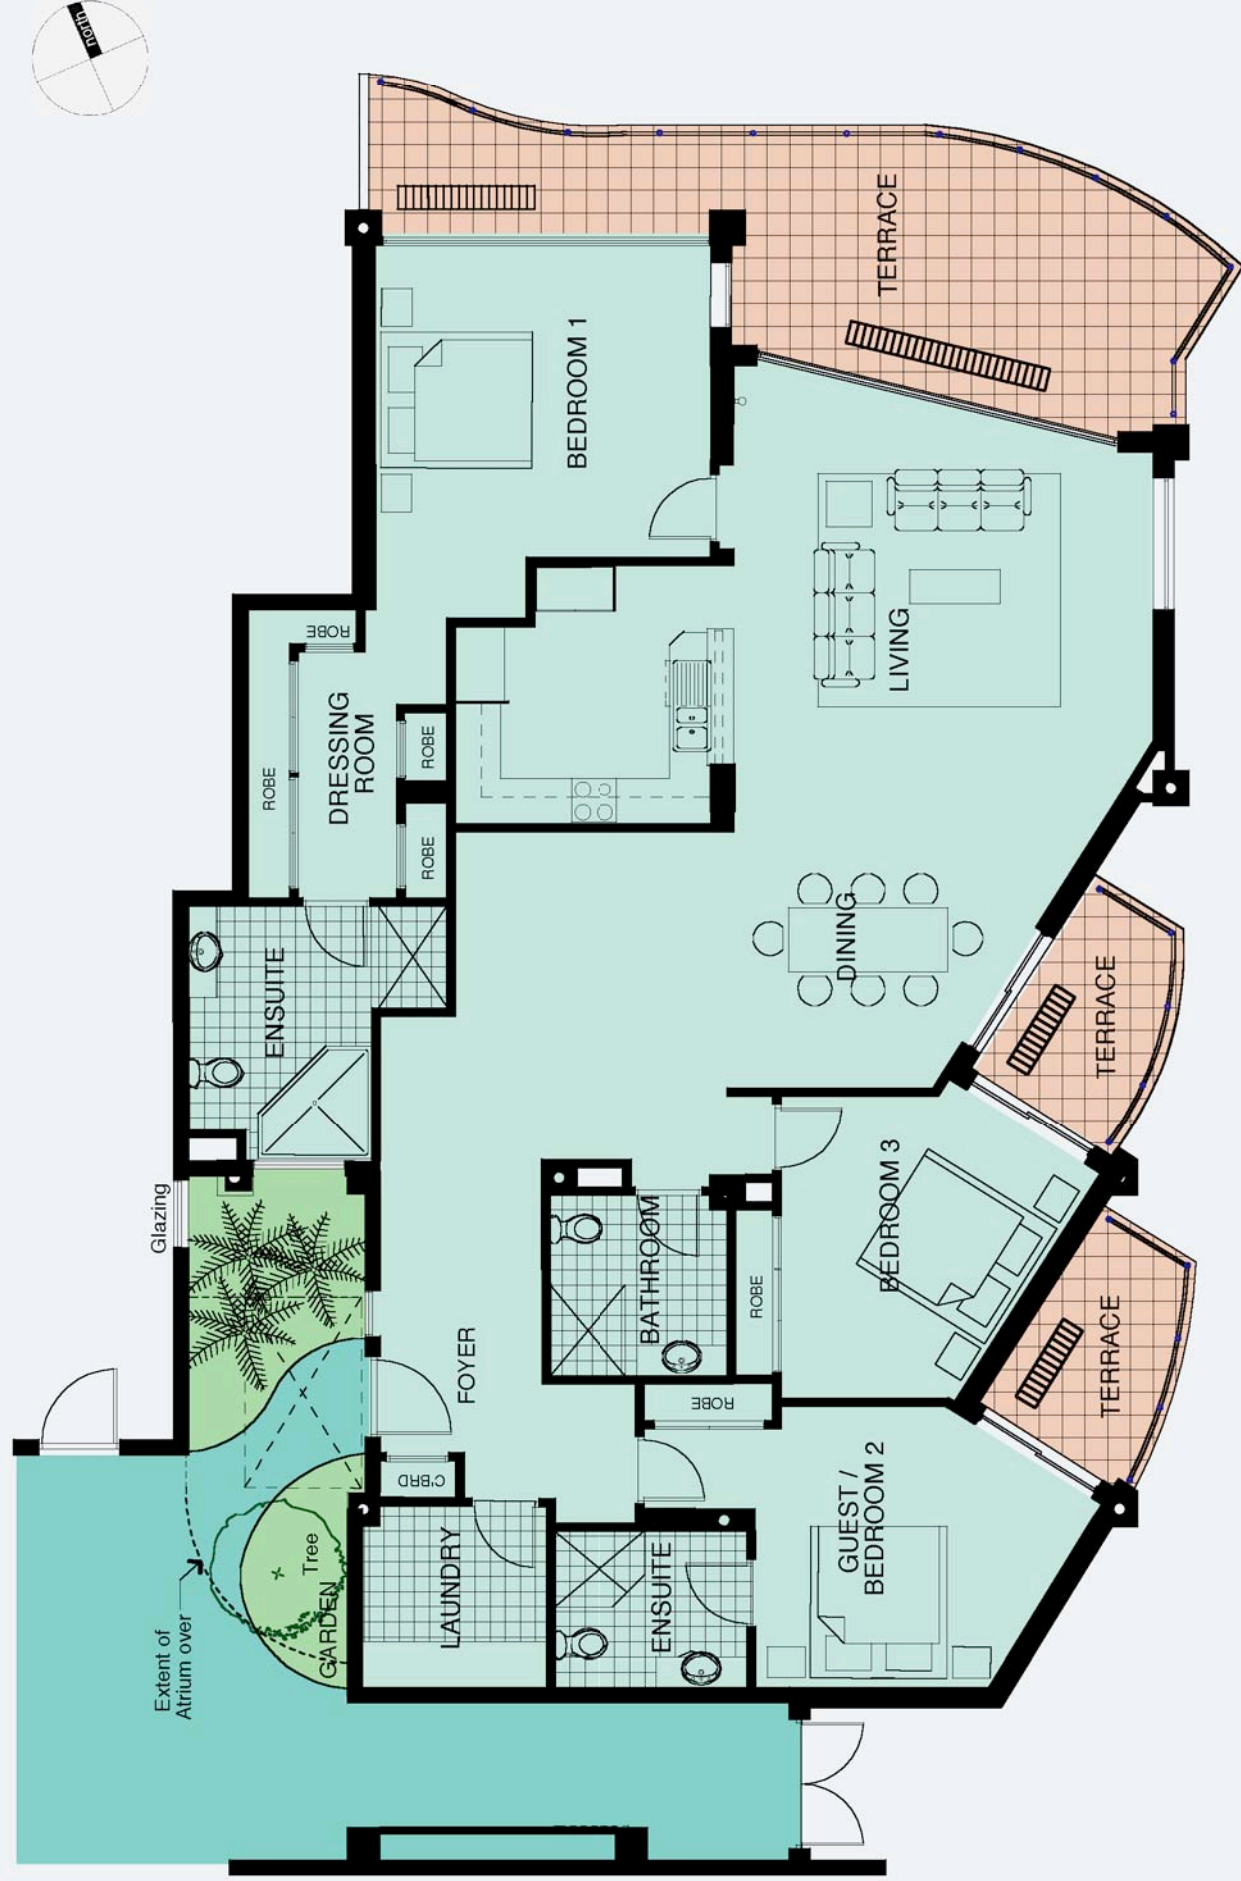 north
TERRACE
BEDROOM 1
ROBE
ROBE
DRESSING
ROOM
ROBE
ROBE
LIVING
ENSUITE
DINING
TERRACE
Glazing
BEDROOM 3
BATHROOM
ROBE
FOYER
TERRACE
ROBE
C'BRD
Extent of
Atrium over
Tree
GARDEN
LAUNDRY
ENSUITE
GUEST /
BEDROOM 2